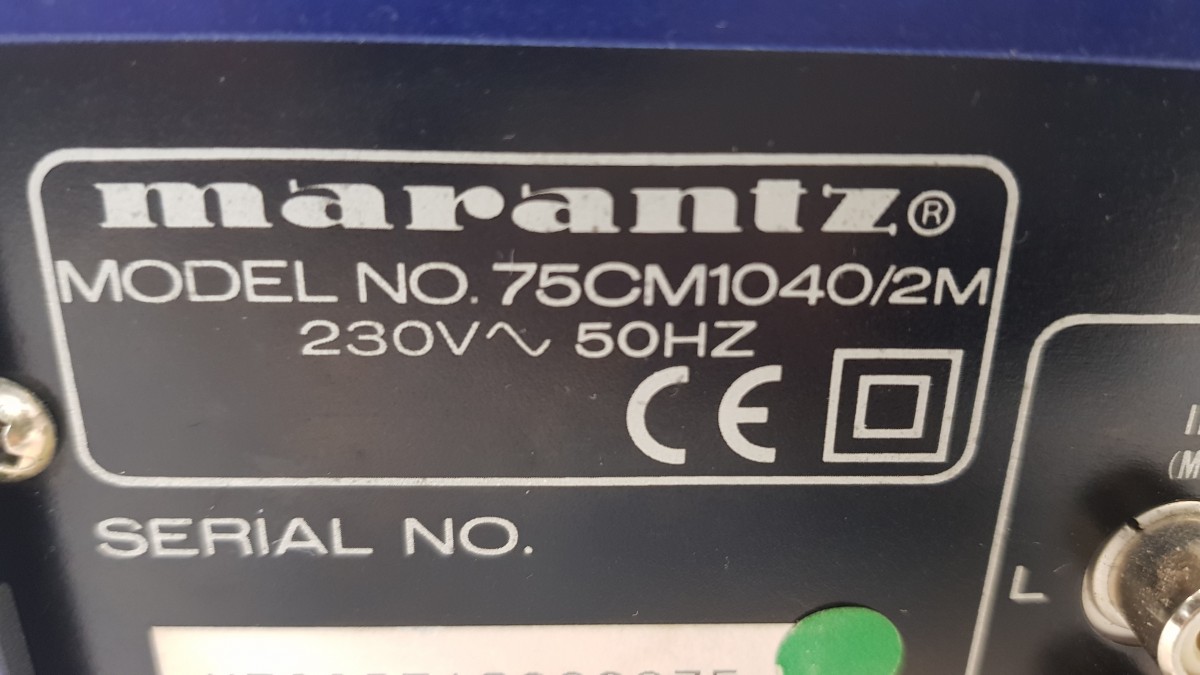 marantz®
MODEL NO. 75CM1040/2M
230V∿ 50HZ
CE
SERIAL NO.
L